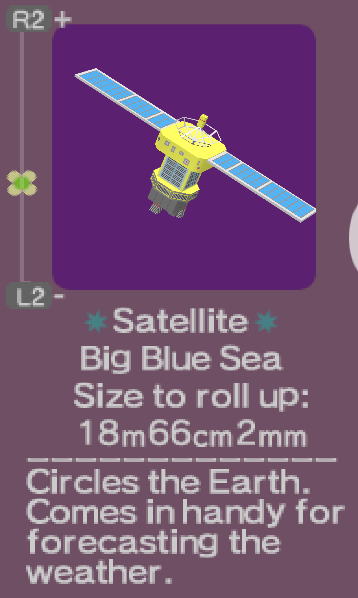 R2 +
L2 -
Satellite
Big Blue Sea
Size to roll up:
18m66cm2mm
Circles the Earth.
Comes in handy for
forecasting the
weather.